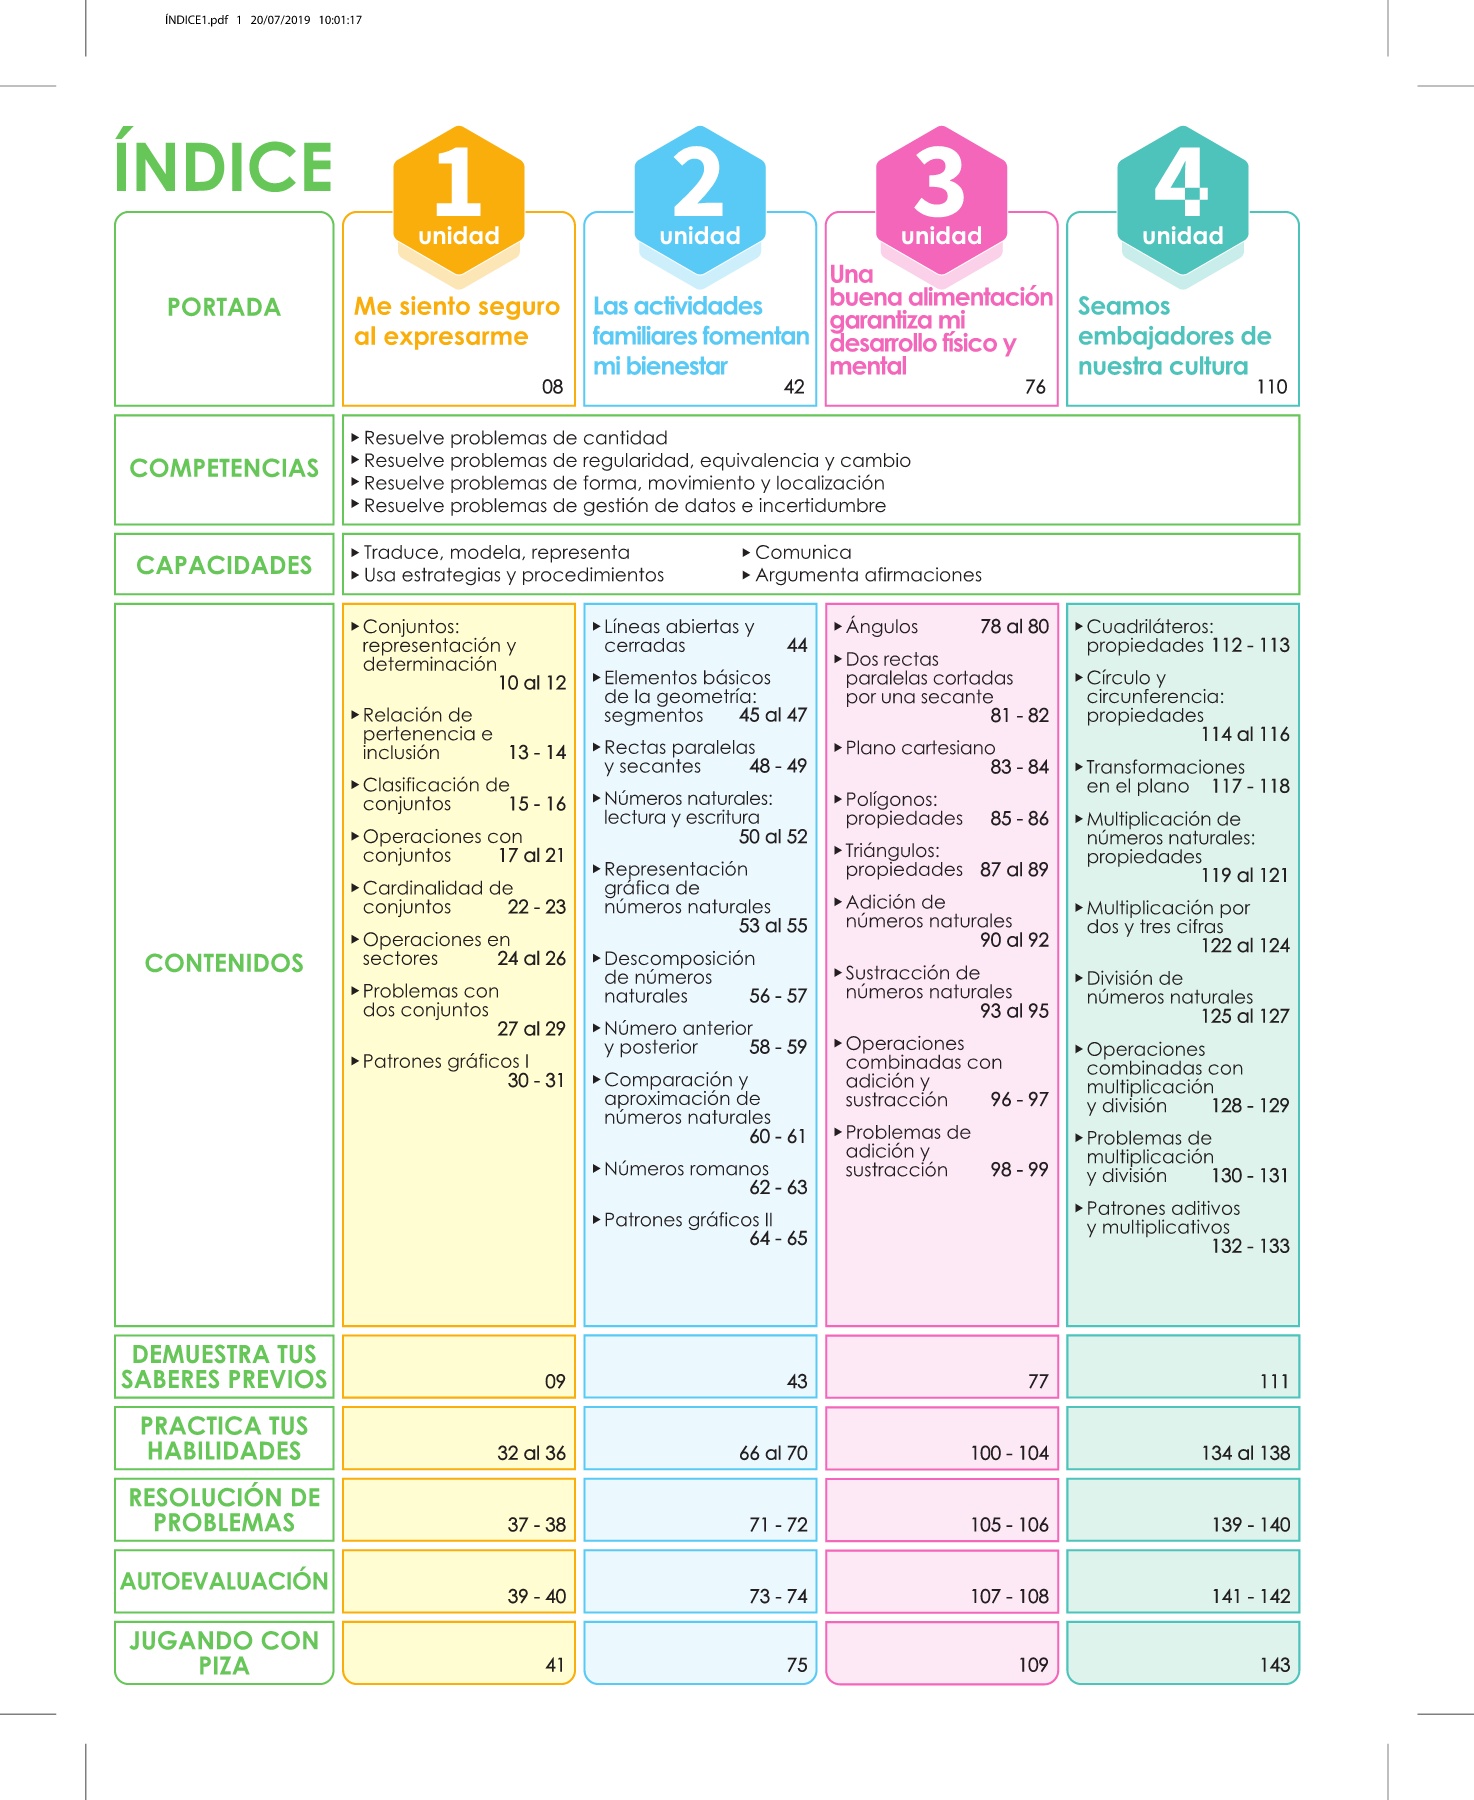 ÍNDICE1.pdf 1 20/07/2019 10:01:17
ÍNDICE
1
unidad
2
unidad
3
unidad
4
unidad
PORTADA
Me siento seguro
al expresarme
08
Las actividades
familiares fomentan
mi bienestar
42
Una
buena alimentación
garantiza mi
desarrollo físico y
mental
76
Seamos
embajadores de
nuestra cultura
110
COMPETENCIAS
Resuelve problemas de cantidad
Resuelve problemas de regularidad, equivalencia y cambio
Resuelve problemas de forma, movimiento y localización
Resuelve problemas de gestión de datos e incertidumbre
CAPACIDADES
Traduce, modela, representa
Usa estrategias y procedimientos
Comunica
Argumenta afirmaciones
CONTENIDOS
Conjuntos:
representación y
determinación
10 al 12
Relación de
pertenencia e
inclusión 13 - 14
Clasificación de
conjuntos 15 - 16
Operaciones con
conjuntos 17 al 21
Cardinalidad de
conjuntos 22 - 23
Operaciones en
sectores 24 al 26
Problemas con
dos conjuntos
27 al 29
Patrones gráficos I
30 - 31
Líneas abiertas y
cerradas 44
Elementos básicos
de la geometría:
segmentos 45 al 47
Rectas paralelas
y secantes 48 - 49
Números naturales:
lectura y escritura
50 al 52
Representación
gráfica de
números naturales
53 al 55
Descomposición
de números
naturales 56 - 57
Número anterior
y posterior 58 - 59
Comparación y
aproximación de
números naturales
60 - 61
Números romanos
62 - 63
Patrones gráficos II
64 - 65
Ángulos 78 al 80
Dos rectas
paralelas cortadas
por una secante
81 - 82
Plano cartesiano
83 - 84
Polígonos:
propiedades 85 - 86
Triángulos:
propiedades 87 al 89
Adición de
números naturales
90 al 92
Sustracción de
números naturales
93 al 95
Operaciones
combinadas con
adición y
sustracción 96 - 97
Problemas de
adición y
sustracción 98 - 99
Cuadriláteros:
propiedades 112 - 113
Círculo y
circunferencia:
propiedades
114 al 116
Transformaciones
en el plano 117 - 118
Multiplicación de
números naturales:
propiedades
119 al 121
Multiplicación por
dos y tres cifras
122 al 124
División de
números naturales
125 al 127
Operaciones
combinadas con
multiplicación
y división 128 - 129
Problemas de
multiplicación
y división 130 - 131
Patrones aditivos
y multiplicativos
132 - 133
DEMUESTRA TUS
SABERES PREVIOS
09
43
77
111
PRACTICA TUS
HABILIDADES
32 al 36
66 al 70
100 - 104
134 al 138
RESOLUCIÓN DE
PROBLEMAS
37 - 38
71 - 72
105 - 106
139 - 140
AUTOEVALUACIÓN
39 - 40
73 - 74
107 - 108
141 - 142
JUGANDO CON
PIZA
41
75
109
143